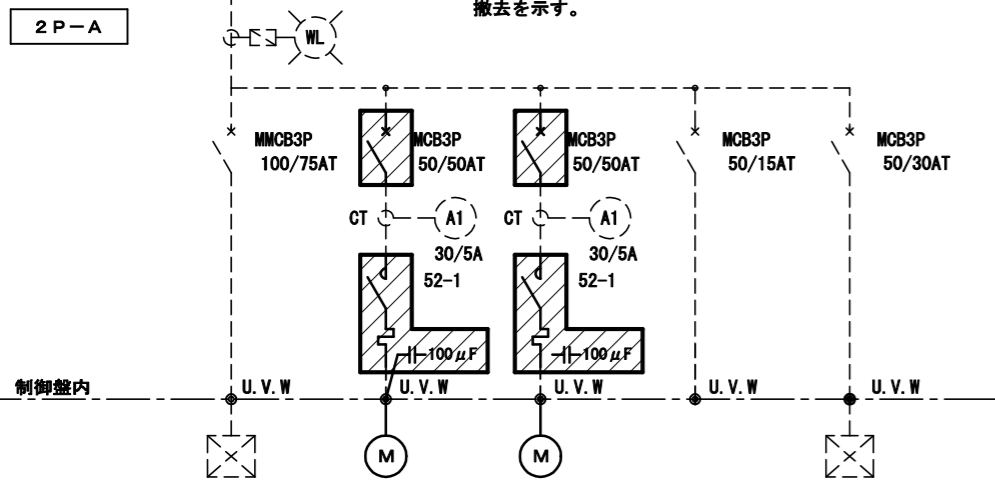 撤去を示す。
2P-A
WL
MMCB3P
100/75AT
MCB3P
50/50AT
MCB3P
50/50AT
MCB3P
50/15AT
MCB3P
50/30AT
CT
A1
30/5A
52-1
CT
A1
30/5A
52-1
100μF
100μF
制御盤内
U.V.W
U.V.W
U.V.W
U.V.W
U.V.W
M
M